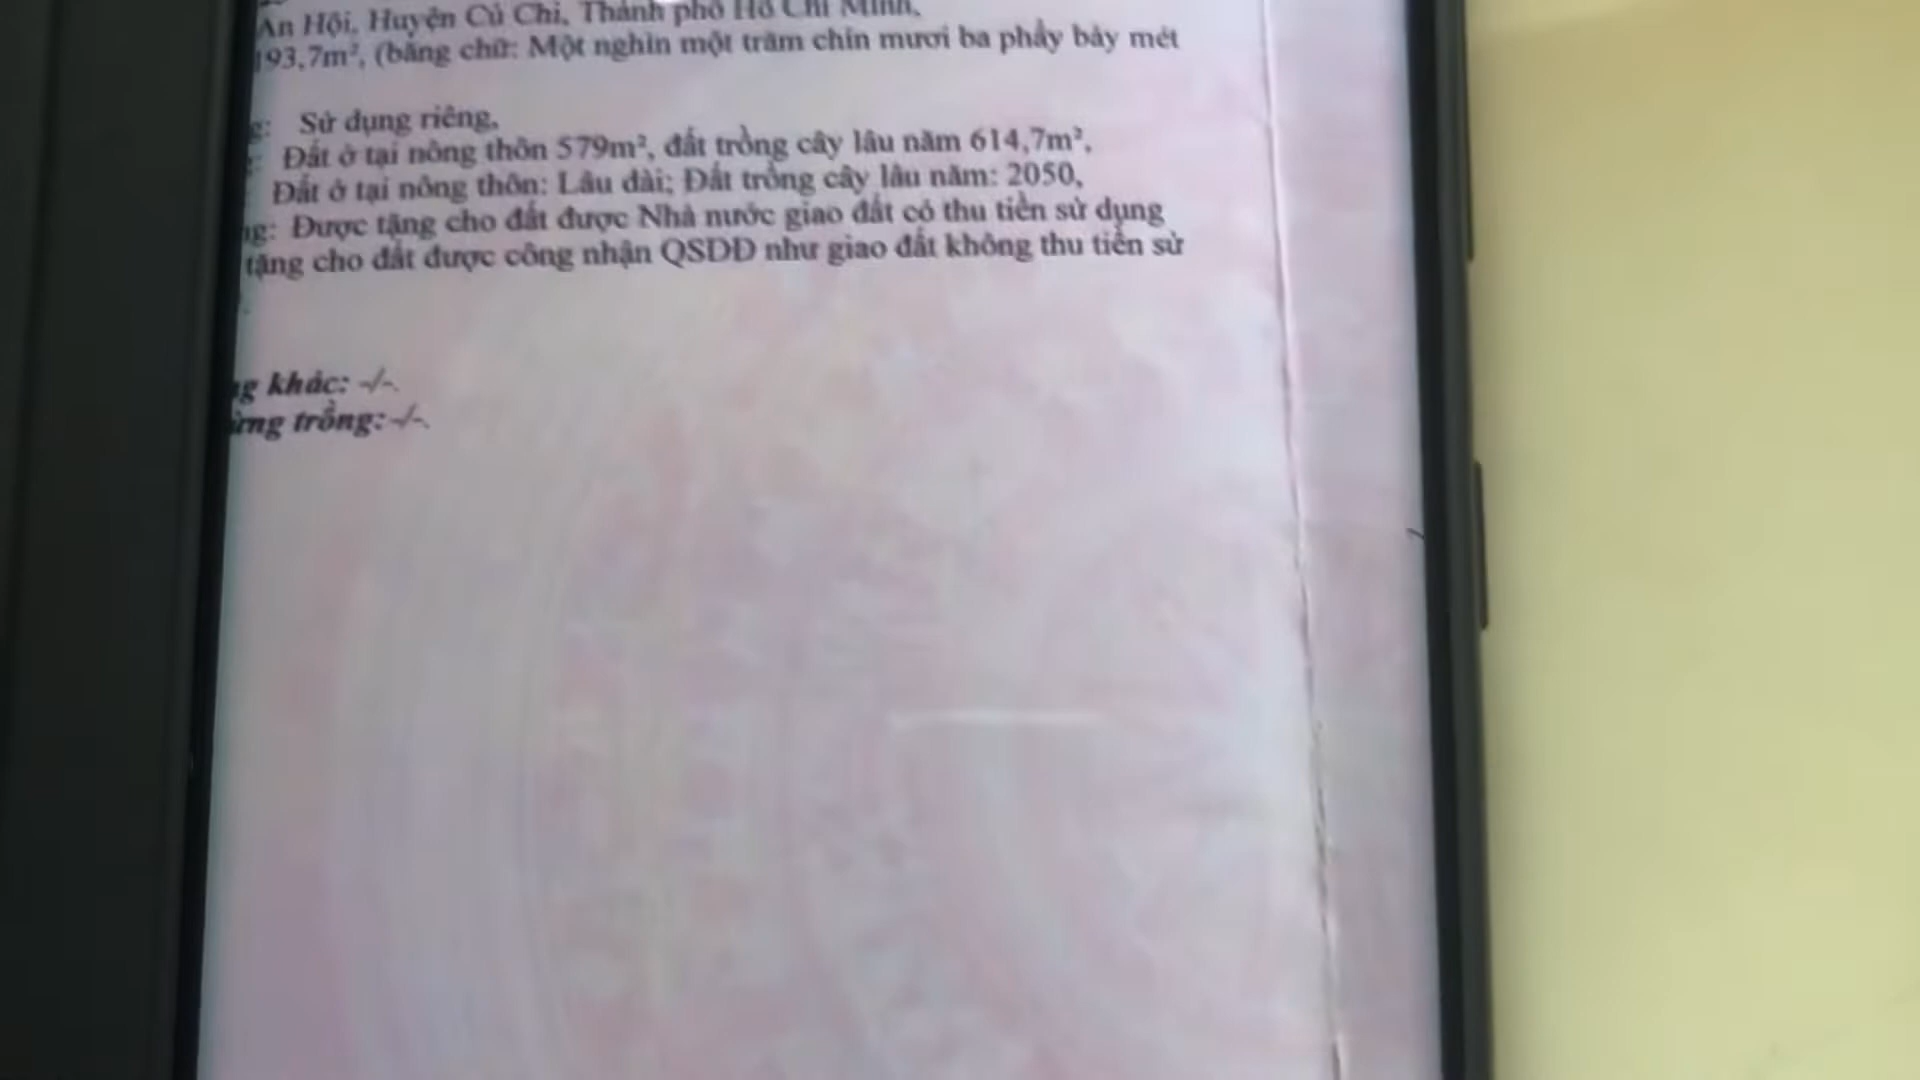 An Hội, Huyện Củ Chi, Thành phố Hồ Chí Minh,
193,7m², (bằng chữ: Một nghìn một trăm chín mươi ba phẩy bảy mét
g: Sử dụng riêng,
: Đất ở tại nông thôn 579m², đất trồng cây lâu năm 614,7m²,
Đất ở tại nông thôn: Lâu dài; Đất trồng cây lâu năm: 2050,
ng: Được tặng cho đất được Nhà nước giao đất có thu tiền sử dụng
tặng cho đất được công nhận QSDĐ như giao đất không thu tiền sử
ng khác: -/-.
rừng trồng: -/-.